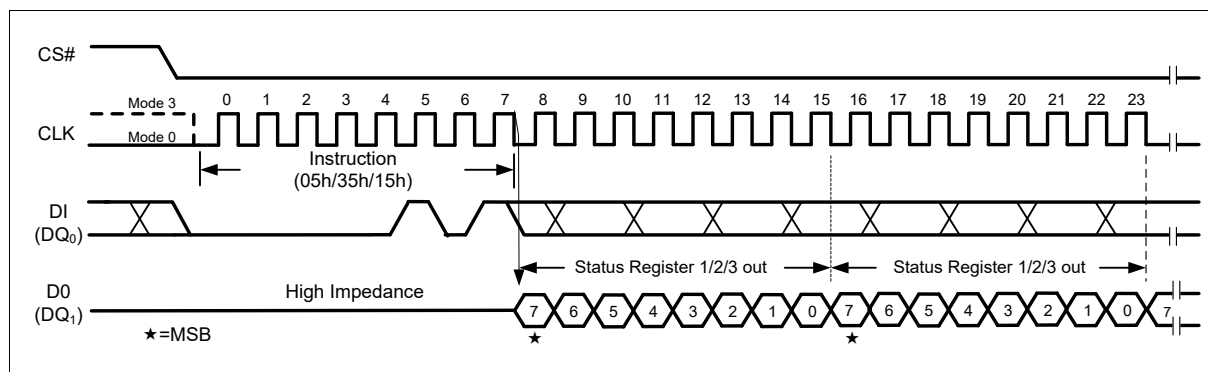 CS#
Mode 3
0 1 2 3 4 5 6 7 8 9 10 11 12 13 14 15 16 17 18 19 20 21 22 23
CLK
Mode 0
Instruction
(05h/35h/15h)
DI
(DQ₀)
Status Register 1/2/3 out
Status Register 1/2/3 out
D0
(DQ₁)
High Impedance
7 6 5 4 3 2 1 0 7 6 5 4 3 2 1 0 7
★ ★
★=MSB